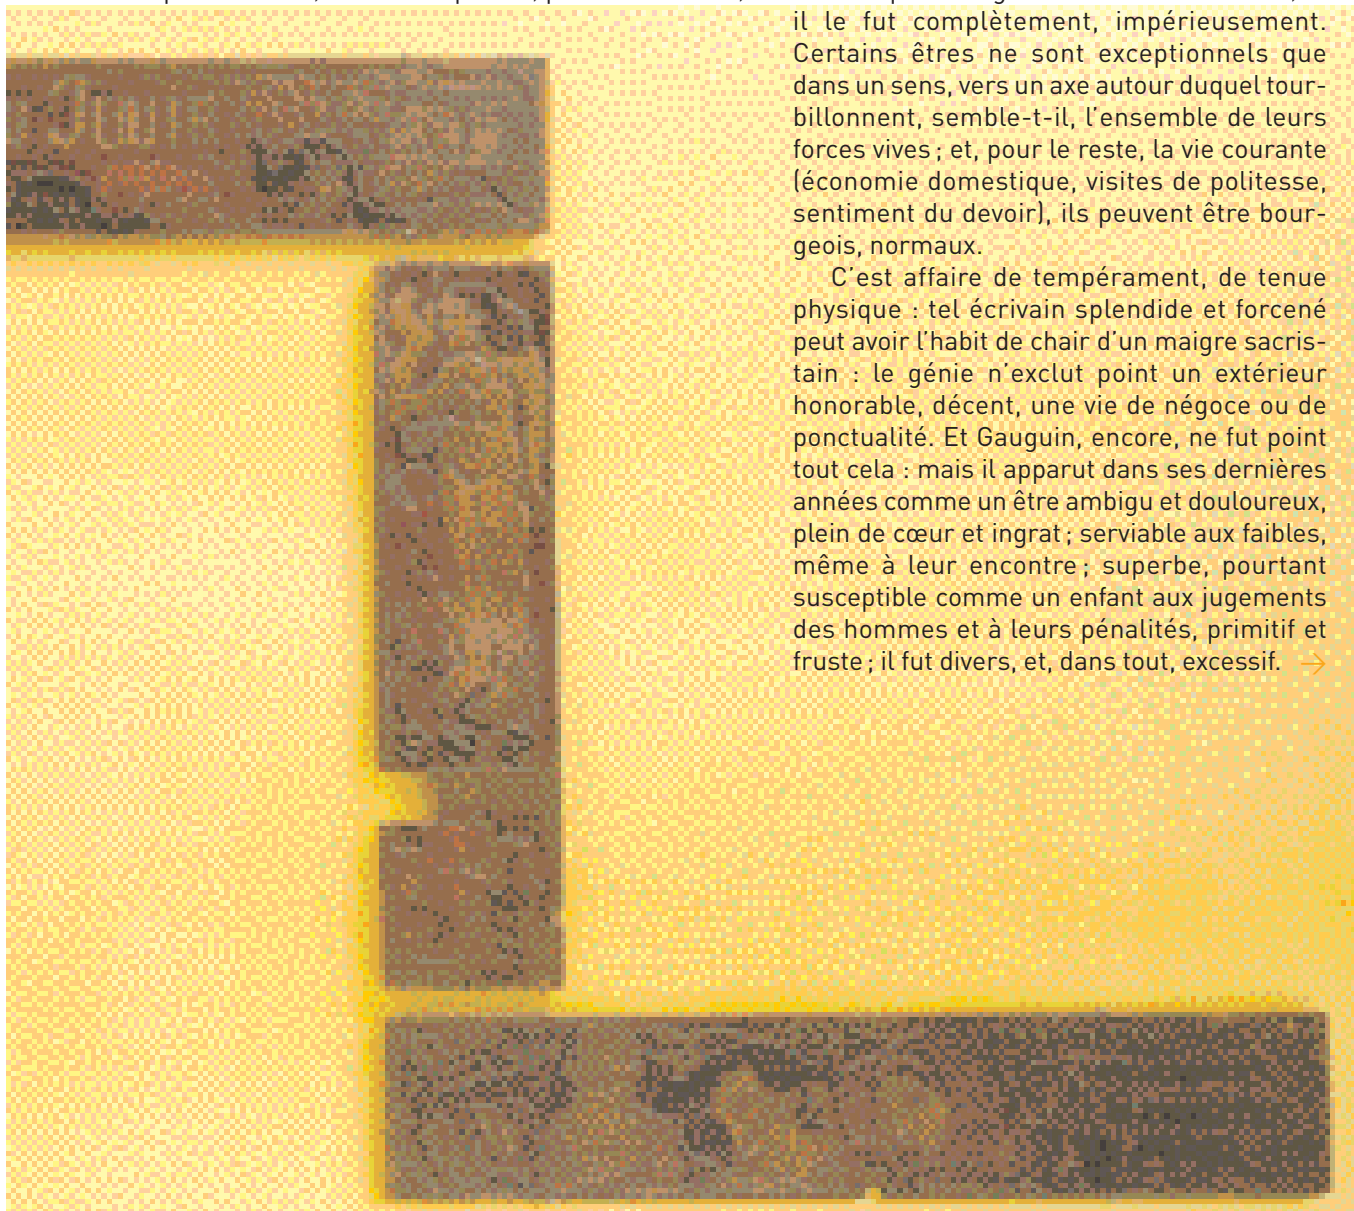 il le fut complètement, impérieusement.
Certains êtres ne sont exceptionnels que
dans un sens, vers un axe autour duquel tour-
billonnent, semble-t-il, l’ensemble de leurs
forces vives ; et, pour le reste, la vie courante
(économie domestique, visites de politesse,
sentiment du devoir), ils peuvent être bour-
geois, normaux.
C’est affaire de tempérament, de tenue
physique : tel écrivain splendide et forcené
peut avoir l’habit de chair d’un maigre sacris-
tain : le génie n’exclut point un extérieur
honorable, décent, une vie de négoce ou de
ponctualité. Et Gauguin, encore, ne fut point
tout cela : mais il apparut dans ses dernières
années comme un être ambigu et douloureux,
plein de cœur et ingrat ; serviable aux faibles,
même à leur encontre ; superbe, pourtant
susceptible comme un enfant aux jugements
des hommes et à leurs pénalités, primitif et
fruste ; il fut divers, et, dans tout, excessif. →